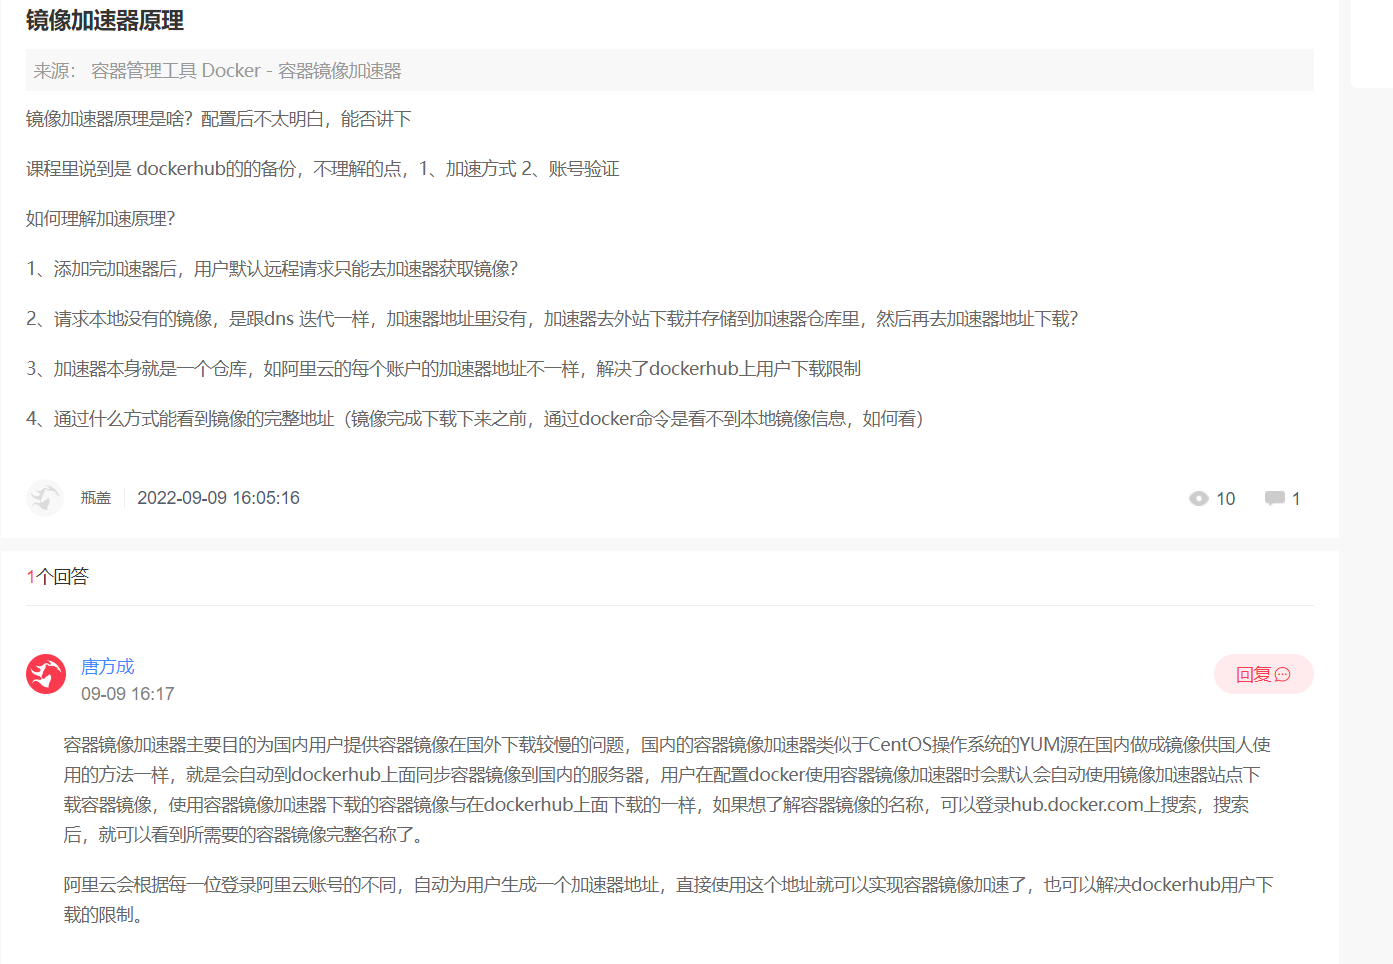 镜像加速器原理
来源： 容器管理工具 Docker - 容器镜像加速器
镜像加速器原理是啥？配置后不太明白，能否讲下
课程里说到是 dockerhub的的备份，不理解的点，1、加速方式 2、账号验证
如何理解加速原理？
1、添加完加速器后，用户默认远程请求只能去加速器获取镜像？
2、请求本地没有的镜像，是跟dns 迭代一样，加速器地址里没有，加速器去外站下载并存储到加速器仓库里，然后再去加速器地址下载？
3、加速器本身就是一个仓库，如阿里云的每个账户的加速器地址不一样，解决了dockerhub上用户下载限制
4、通过什么方式能看到镜像的完整地址（镜像完成下载下来之前，通过docker命令是看不到本地镜像信息，如何看）
瓶盖 2022-09-09 16:05:16 10 1
1个回答
唐方成
回复
09-09 16:17
容器镜像加速器主要目的为国内用户提供容器镜像在国外下载较慢的问题，国内的容器镜像加速器类似于CentOS操作系统的YUM源在国内做成镜像供国人使
用的方法一样，就是会自动到dockerhub上面同步容器镜像到国内的服务器，用户在配置docker使用容器镜像加速器时会默认会自动使用镜像加速器站点下
载容器镜像，使用容器镜像加速器下载的容器镜像与在dockerhub上面下载的一样，如果想了解容器镜像的名称，可以登录hub.docker.com上搜索，搜索
后，就可以看到所需要的容器镜像完整名称了。
阿里云会根据每一位登录阿里云账号的不同，自动为用户生成一个加速器地址，直接使用这个地址就可以实现容器镜像加速了，也可以解决dockerhub用户下
载的限制。